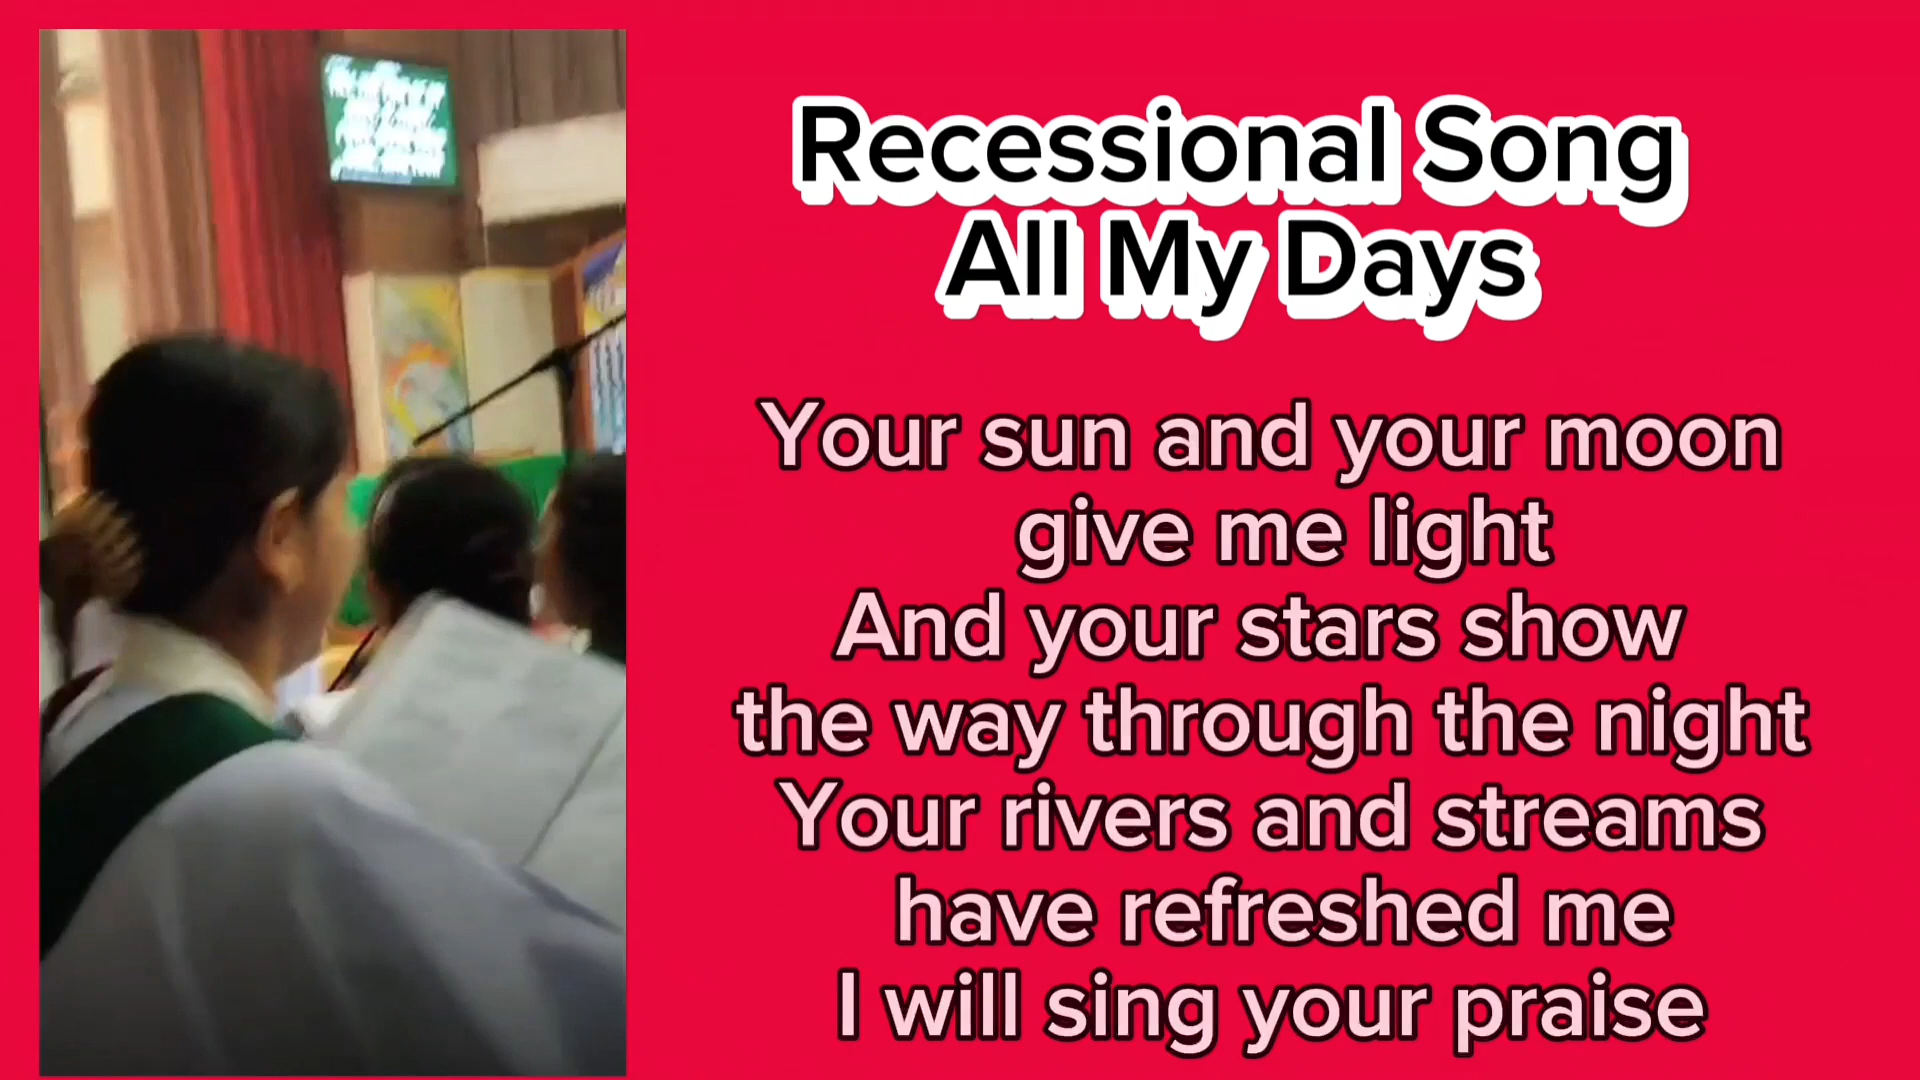 Recessional Song
All My Days
Your sun and your moon
give me light
And your stars show
the way through the night
Your rivers and streams
have refreshed me
I will sing your praise